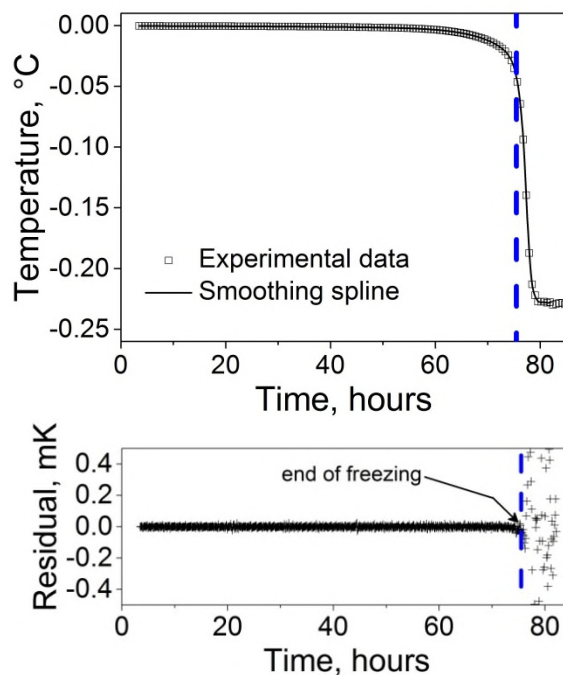 0.00
-0.05
-0.10
-0.15
-0.20
-0.25
Temperature, °C
Experimental data
Smoothing spline
0 20 40 60 80
Time, hours
0.4
0.2
0.0
-0.2
-0.4
Residual, mK
end of freezing
0 20 40 60 80
Time, hours